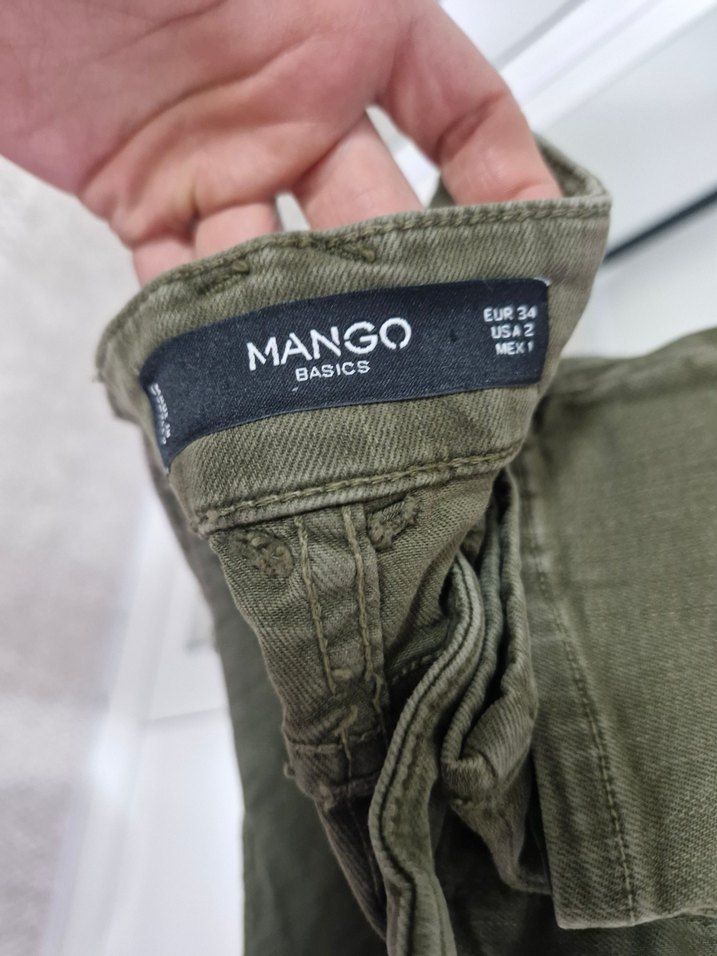 MANGO
BASICS
EUR 34
USA 2
MEX 1